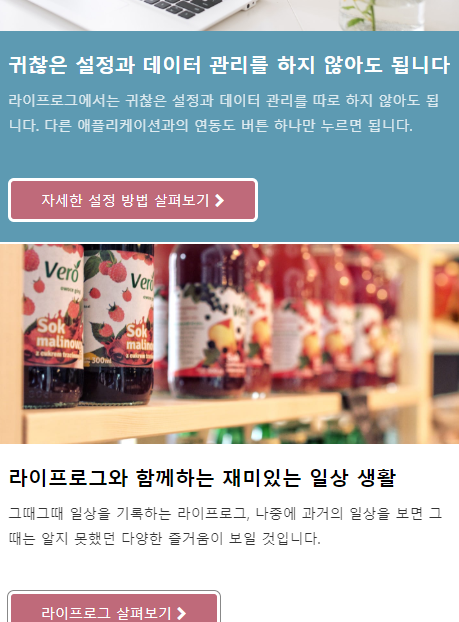 귀찮은 설정과 데이터 관리를 하지 않아도 됩니다
라이프로그에서는 귀찮은 설정과 데이터 관리를 따로 하지 않아도 됩
니다. 다른 애플리케이션과의 연동도 버튼 하나만 누르면 됩니다.
자세한 설정 방법 살펴보기
Vero
Vero
Sok
malinowy
Sok
malinowy
500ml
라이프로그와 함께하는 재미있는 일상 생활
그때그때 일상을 기록하는 라이프로그, 나중에 과거의 일상을 보면 그
때는 알지 못했던 다양한 즐거움이 보일 것입니다.
라이프로그 살펴보기